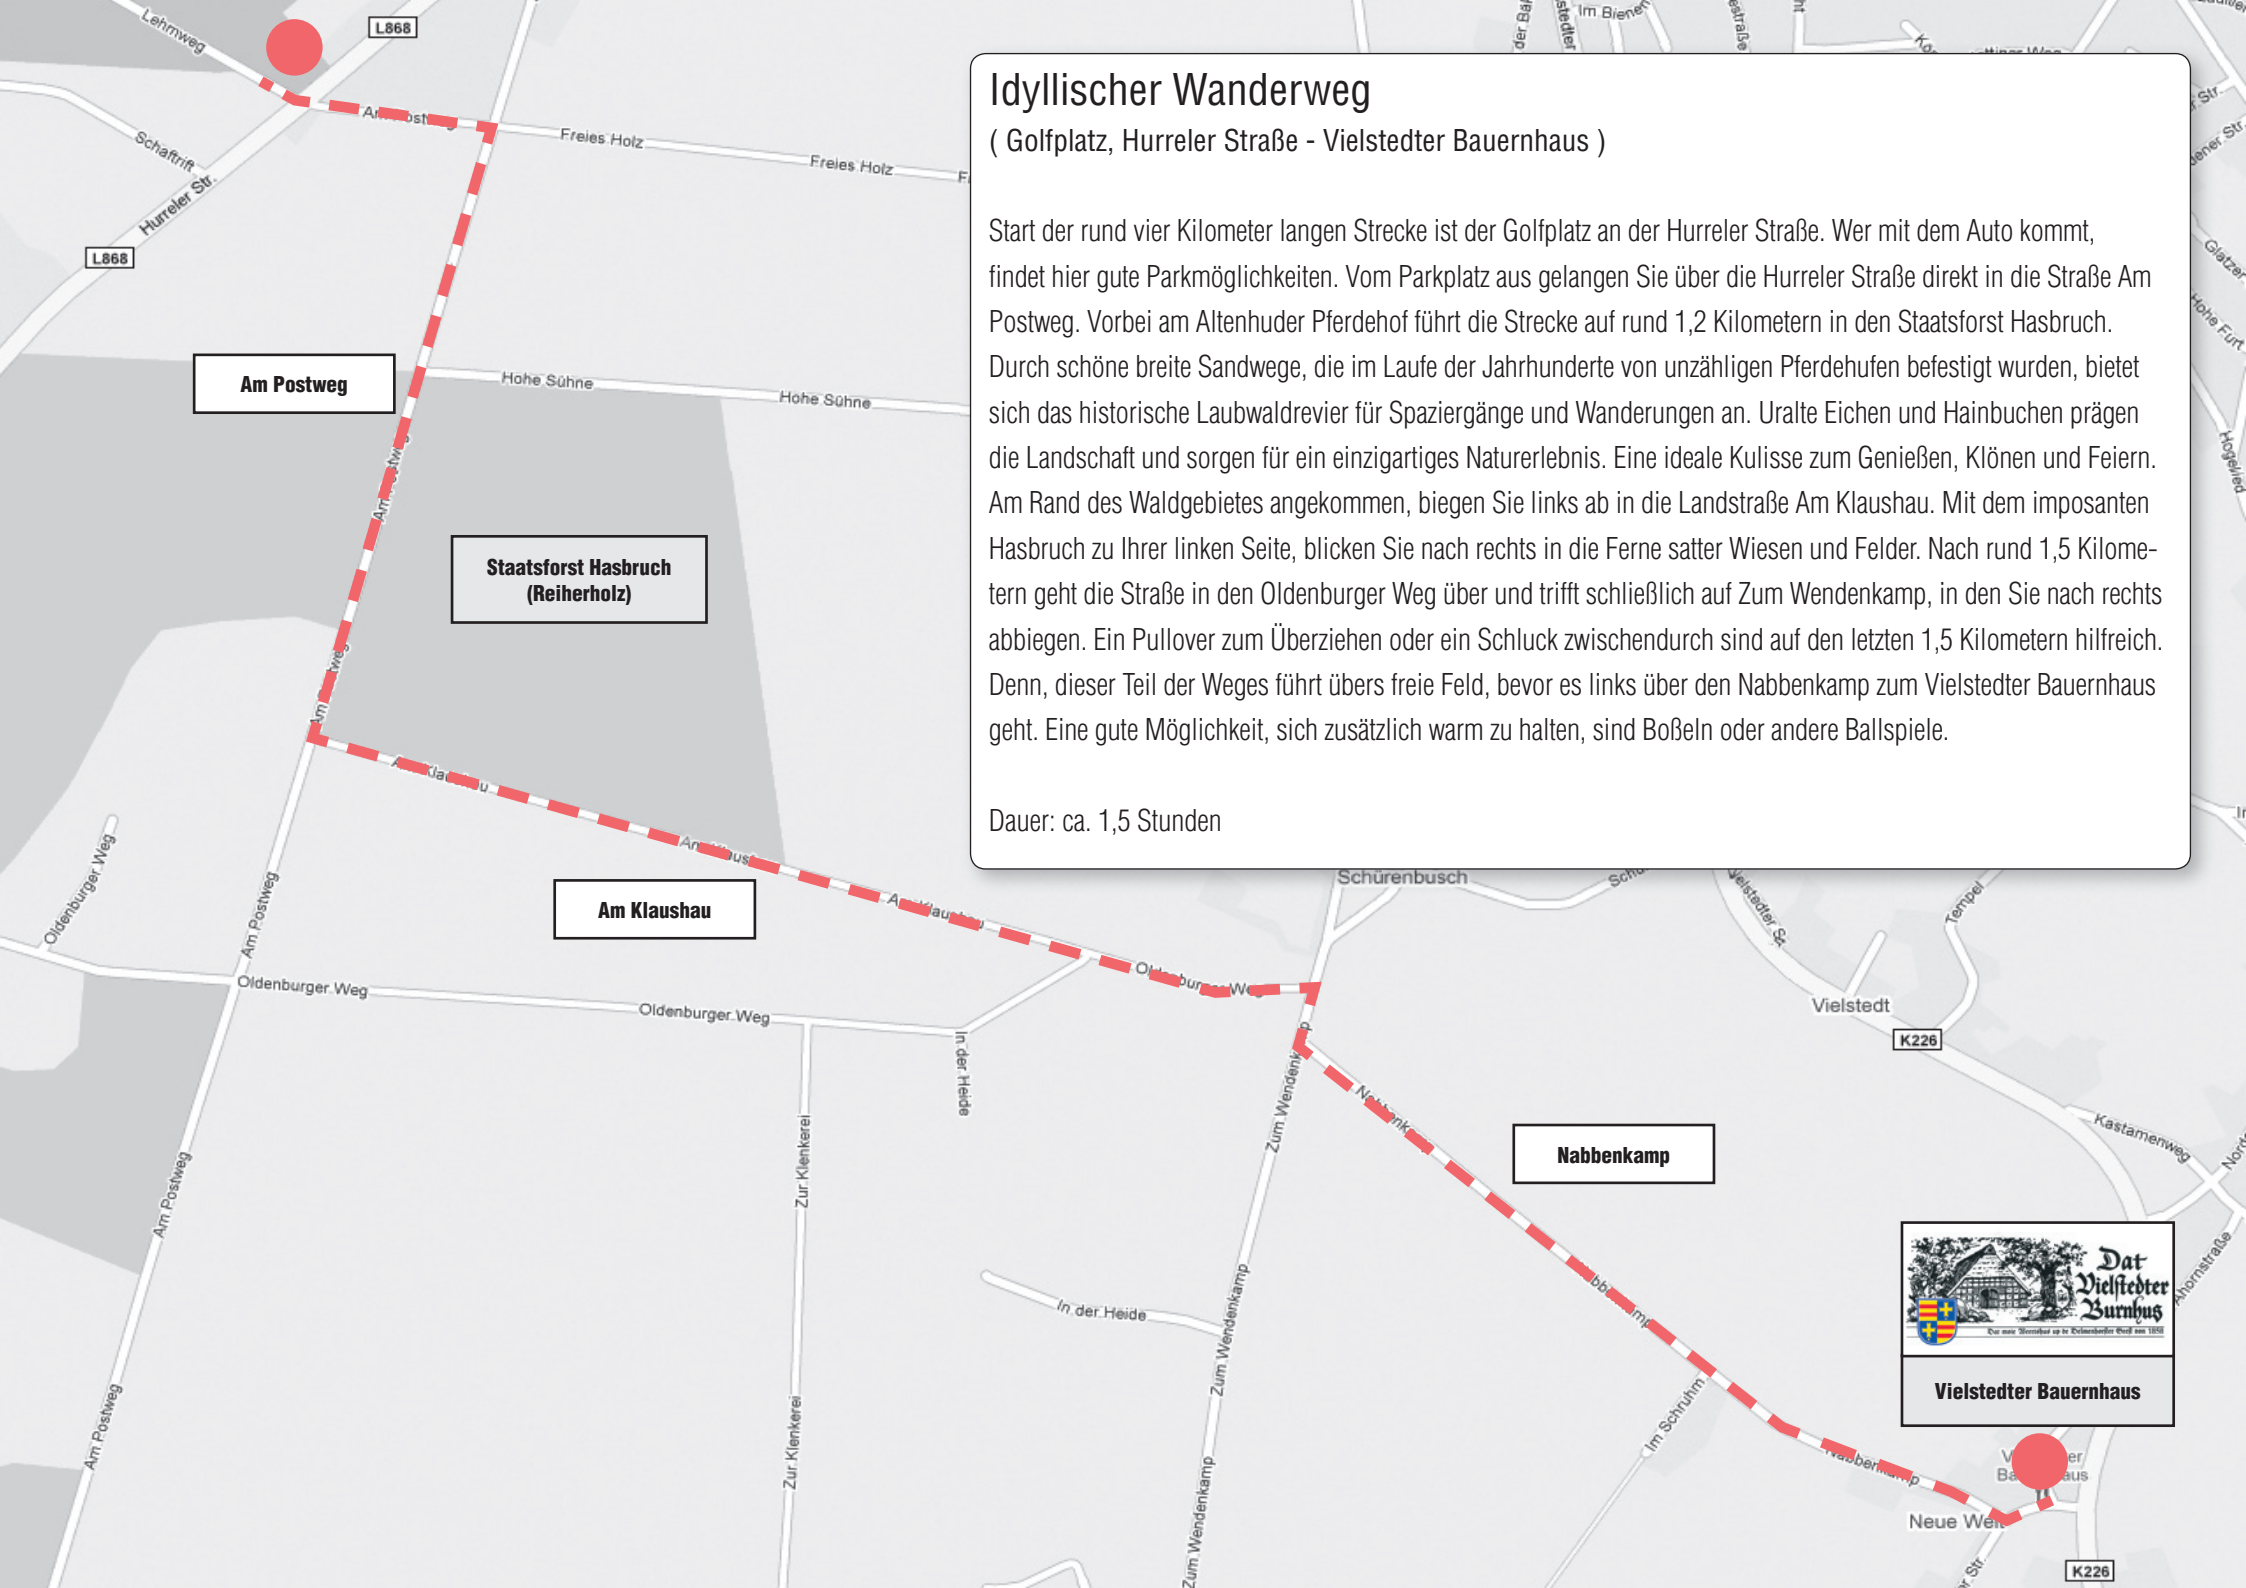 Idyllischer Wanderweg
( Golfplatz, Hurreler Straße - Vielstedter Bauernhaus )
Start der rund vier Kilometer langen Strecke ist der Golfplatz an der Hurreler Straße. Wer mit dem Auto kommt,
findet hier gute Parkmöglichkeiten. Vom Parkplatz aus gelangen Sie über die Hurreler Straße direkt in die Straße Am
Postweg. Vorbei am Altenhuder Pferdehof führt die Strecke auf rund 1,2 Kilometern in den Staatsforst Hasbruch.
Durch schöne breite Sandwege, die im Laufe der Jahrhunderte von unzähligen Pferdehufen befestigt wurden, bietet
sich das historische Laubwaldrevier für Spaziergänge und Wanderungen an. Uralte Eichen und Hainbuchen prägen
die Landschaft und sorgen für ein einzigartiges Naturerlebnis. Eine ideale Kulisse zum Genießen, Klönen und Feiern.
Am Rand des Waldgebietes angekommen, biegen Sie links ab in die Landstraße Am Klaushau. Mit dem imposanten
Hasbruch zu Ihrer linken Seite, blicken Sie nach rechts in die Ferne satter Wiesen und Felder. Nach rund 1,5 Kilome-
tern geht die Straße in den Oldenburger Weg über und trifft schließlich auf Zum Wendenkamp, in den Sie nach rechts
abbiegen. Ein Pullover zum Überziehen oder ein Schluck zwischendurch sind auf den letzten 1,5 Kilometern hilfreich.
Denn, dieser Teil der Weges führt übers freie Feld, bevor es links über den Nabbenkamp zum Vielstedter Bauernhaus
geht. Eine gute Möglichkeit, sich zusätzlich warm zu halten, sind Boßeln oder andere Ballspiele.
Dauer: ca. 1,5 Stunden
Lehmweg
L868
Im Bienen
Schaftrift
Hurreler Str.
L868
Freies Holz
Freies Holz
Am Postweg
Hohe Sühne
Hohe Sühne
Staatsforst Hasbruch
(Reiherholz)
Glatzer
Hohe Furt
Hogelied
Am Klaushau
Oldenburger Weg
Am Postweg
Oldenburger Weg
Oldenburger Weg
In der Heide
Zur Klenkerei
Zur Klenkerei
Am Postweg
Am Postweg
Schürenbusch
Tempel
Vielstedt
K226
Kastarnenweg
Nabbenkamp
In der Heide
Zum Wendenkamp
Zum Wendenkamp
Zum Wendenkamp
Im Schruhm
Ahornstraße
Dat
Vielstedter
Burnhus
Vielstedter Bauernhaus
Neue Welt
K226